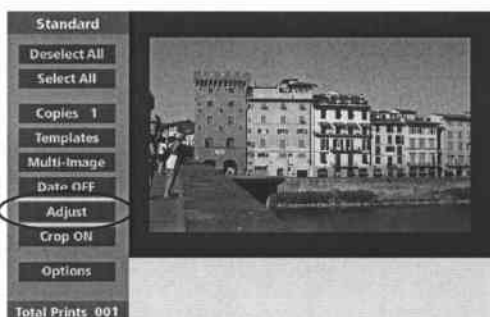 Standard
Deselect All
Select All
Copies 1
Templates
Multi-Image
Date OFF
Adjust
Crop ON
Options
Total Prints 001